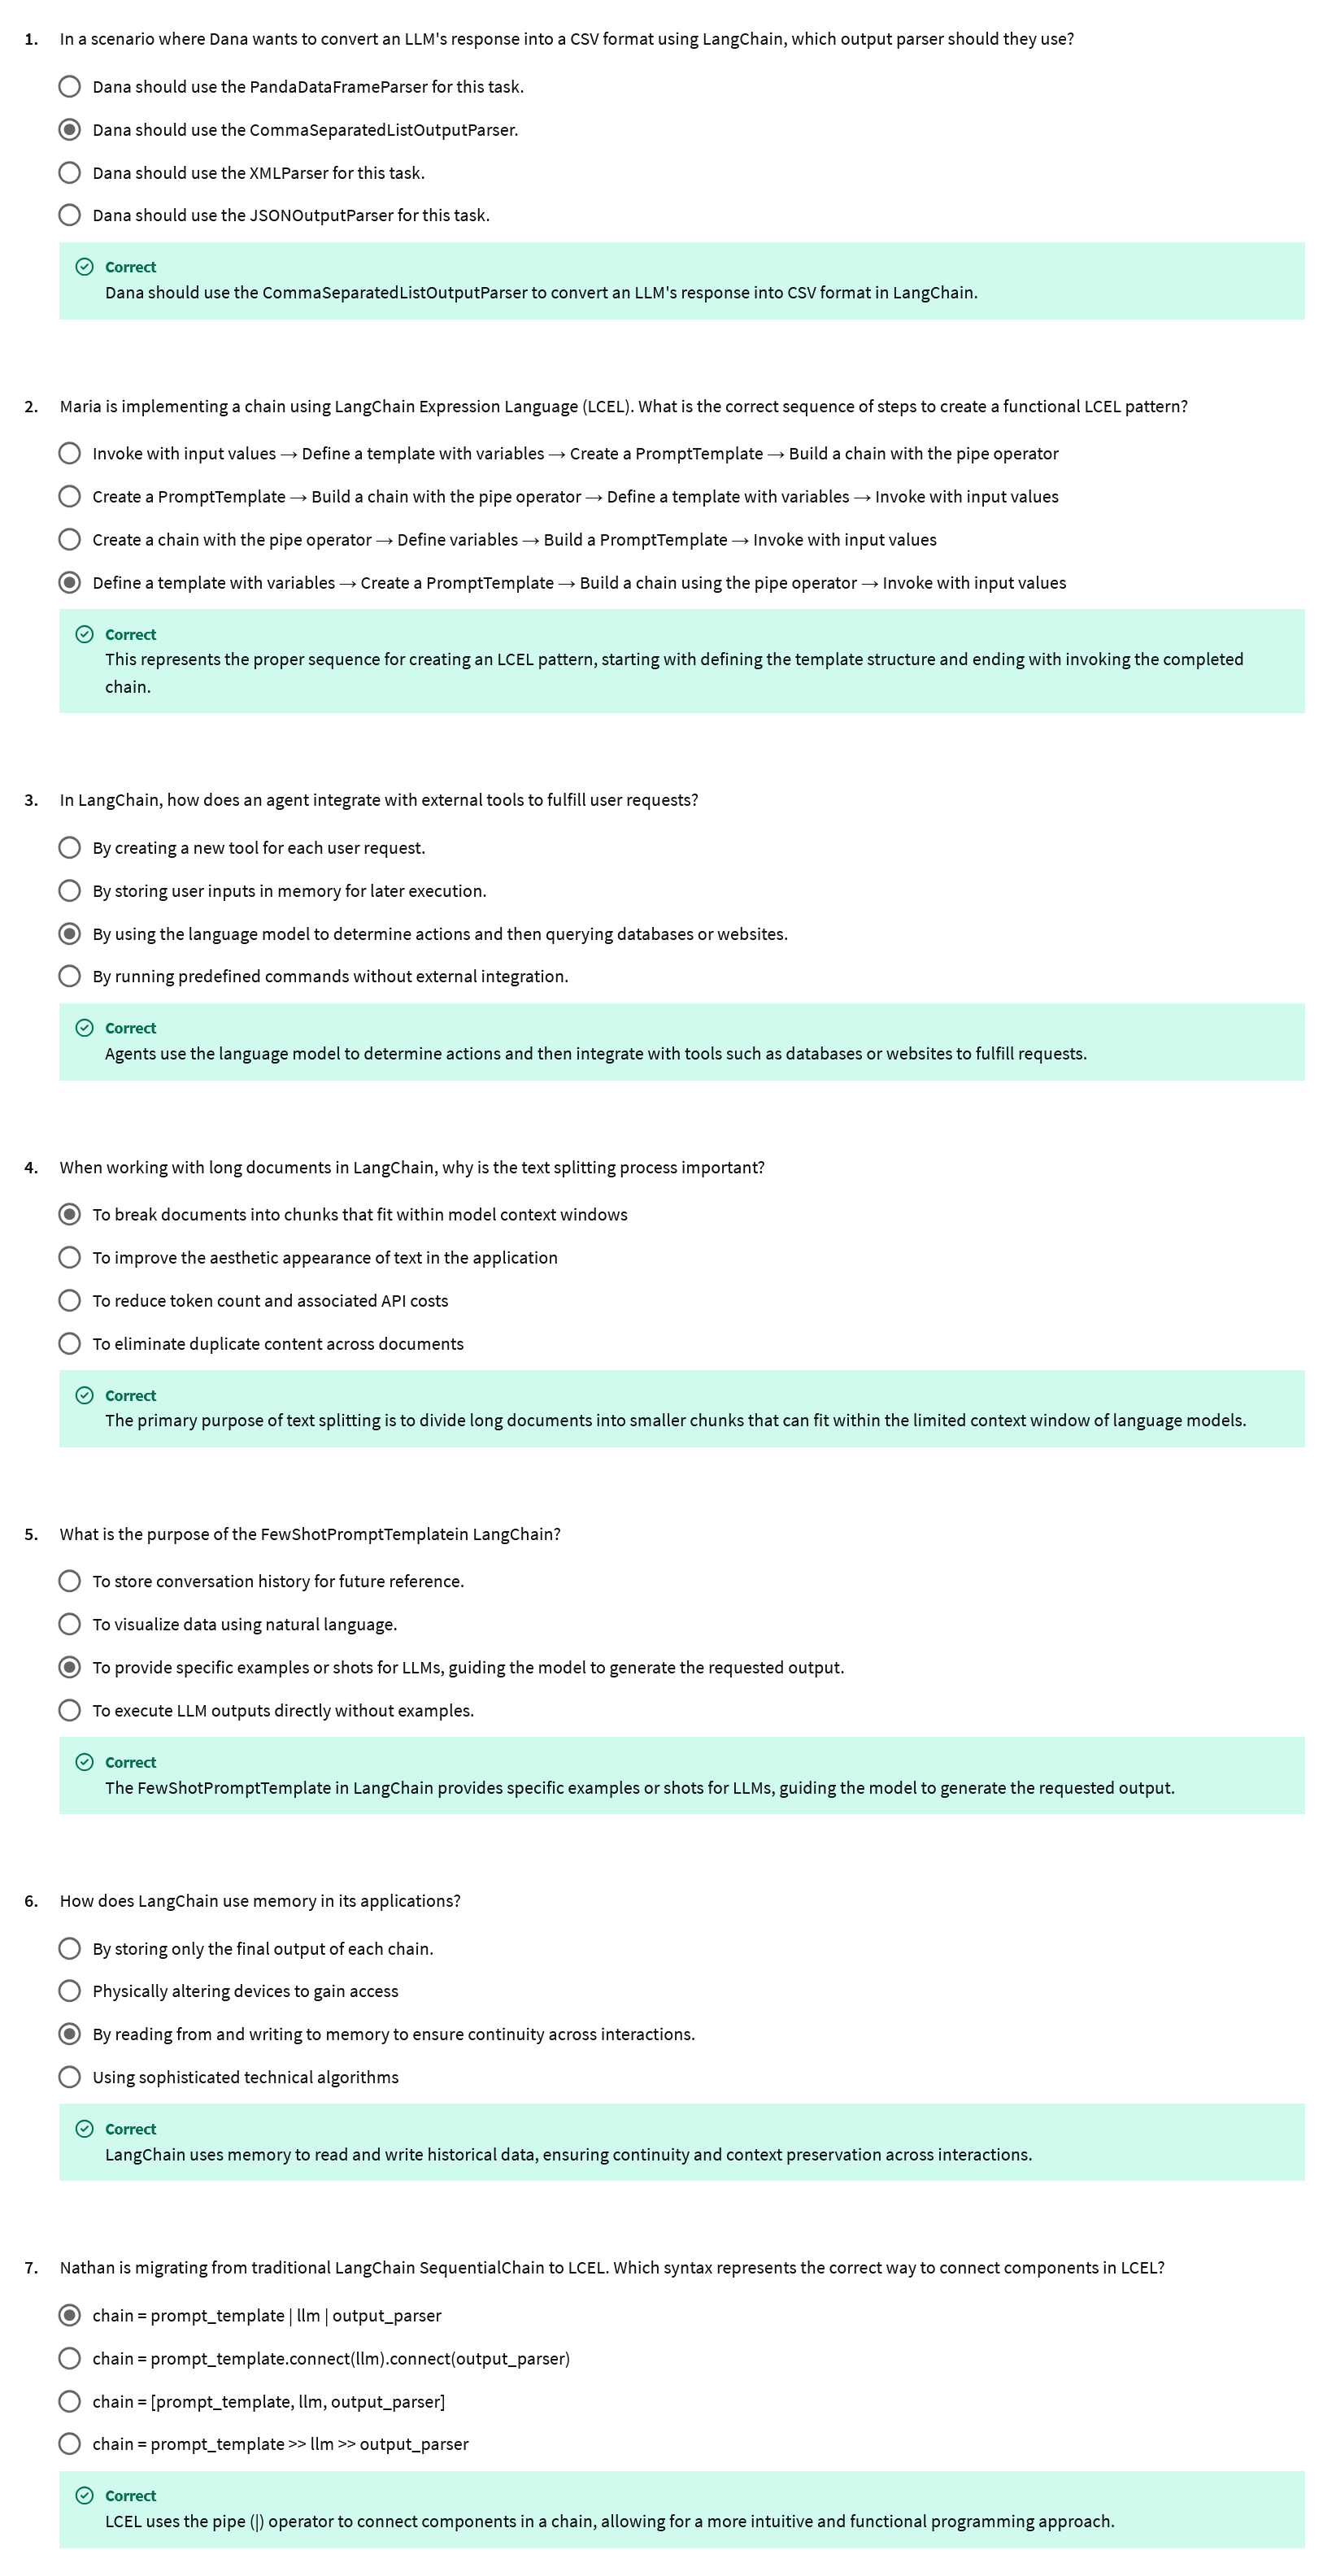 1. In a scenario where Dana wants to convert an LLM's response into a CSV format using LangChain, which output parser should they use?
Dana should use the PandaDataFrameParser for this task.
Dana should use the CommaSeparatedListOutputParser.
Dana should use the XMLParser for this task.
Dana should use the JSONOutputParser for this task.
Correct
Dana should use the CommaSeparatedListOutputParser to convert an LLM's response into CSV format in LangChain.
2. Maria is implementing a chain using LangChain Expression Language (LCEL). What is the correct sequence of steps to create a functional LCEL pattern?
Invoke with input values → Define a template with variables → Create a PromptTemplate → Build a chain with the pipe operator
Create a PromptTemplate → Build a chain with the pipe operator → Define a template with variables → Invoke with input values
Create a chain with the pipe operator → Define variables → Build a PromptTemplate → Invoke with input values
Define a template with variables → Create a PromptTemplate → Build a chain using the pipe operator → Invoke with input values
Correct
This represents the proper sequence for creating an LCEL pattern, starting with defining the template structure and ending with invoking the completed
chain.
3. In LangChain, how does an agent integrate with external tools to fulfill user requests?
By creating a new tool for each user request.
By storing user inputs in memory for later execution.
By using the language model to determine actions and then querying databases or websites.
By running predefined commands without external integration.
Correct
Agents use the language model to determine actions and then integrate with tools such as databases or websites to fulfill requests.
4. When working with long documents in LangChain, why is the text splitting process important?
To break documents into chunks that fit within model context windows
To improve the aesthetic appearance of text in the application
To reduce token count and associated API costs
To eliminate duplicate content across documents
Correct
The primary purpose of text splitting is to divide long documents into smaller chunks that can fit within the limited context window of language models.
5. What is the purpose of the FewShotPromptTemplatein LangChain?
To store conversation history for future reference.
To visualize data using natural language.
To provide specific examples or shots for LLMs, guiding the model to generate the requested output.
To execute LLM outputs directly without examples.
Correct
The FewShotPromptTemplate in LangChain provides specific examples or shots for LLMs, guiding the model to generate the requested output.
6. How does LangChain use memory in its applications?
By storing only the final output of each chain.
Physically altering devices to gain access
By reading from and writing to memory to ensure continuity across interactions.
Using sophisticated technical algorithms
Correct
LangChain uses memory to read and write historical data, ensuring continuity and context preservation across interactions.
7. Nathan is migrating from traditional LangChain SequentialChain to LCEL. Which syntax represents the correct way to connect components in LCEL?
chain = prompt_template | llm | output_parser
chain = prompt_template.connect(llm).connect(output_parser)
chain = [prompt_template, llm, output_parser]
chain = prompt_template >> llm >> output_parser
Correct
LCEL uses the pipe (|) operator to connect components in a chain, allowing for a more intuitive and functional programming approach.